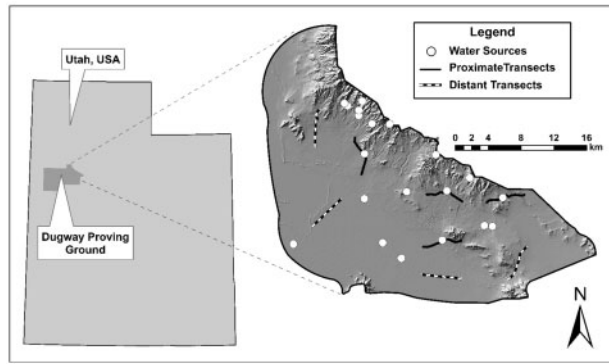 Utah, USA
Dugway Proving
Ground
Legend
Water Sources
ProximateTransects
Distant Transects
0 2 4 8 12 16
km
N